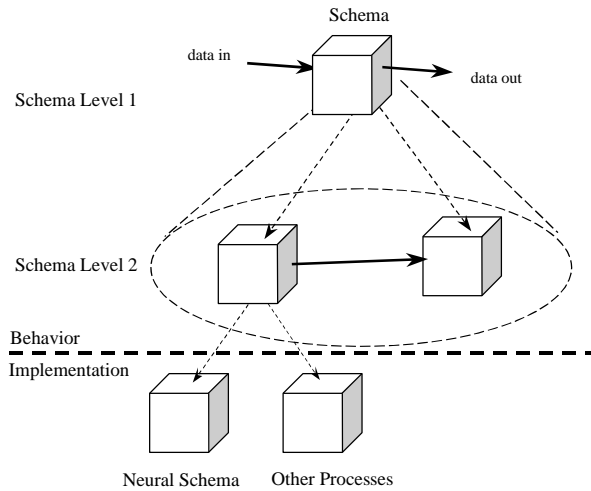 Schema
data in
data out
Schema Level 1
Schema Level 2
Behavior
Implementation
Neural Schema
Other Processes